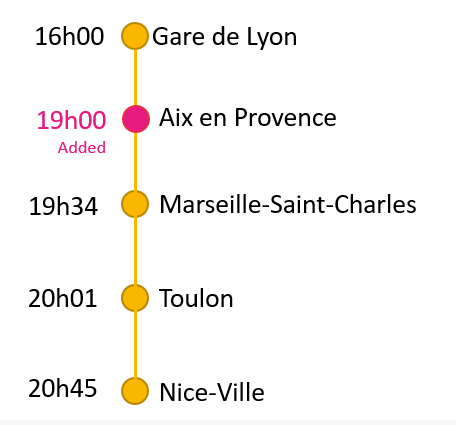 16h00 Gare de Lyon
19h00 Aix en Provence
Added
19h34 Marseille-Saint-Charles
20h01 Toulon
20h45 Nice-Ville